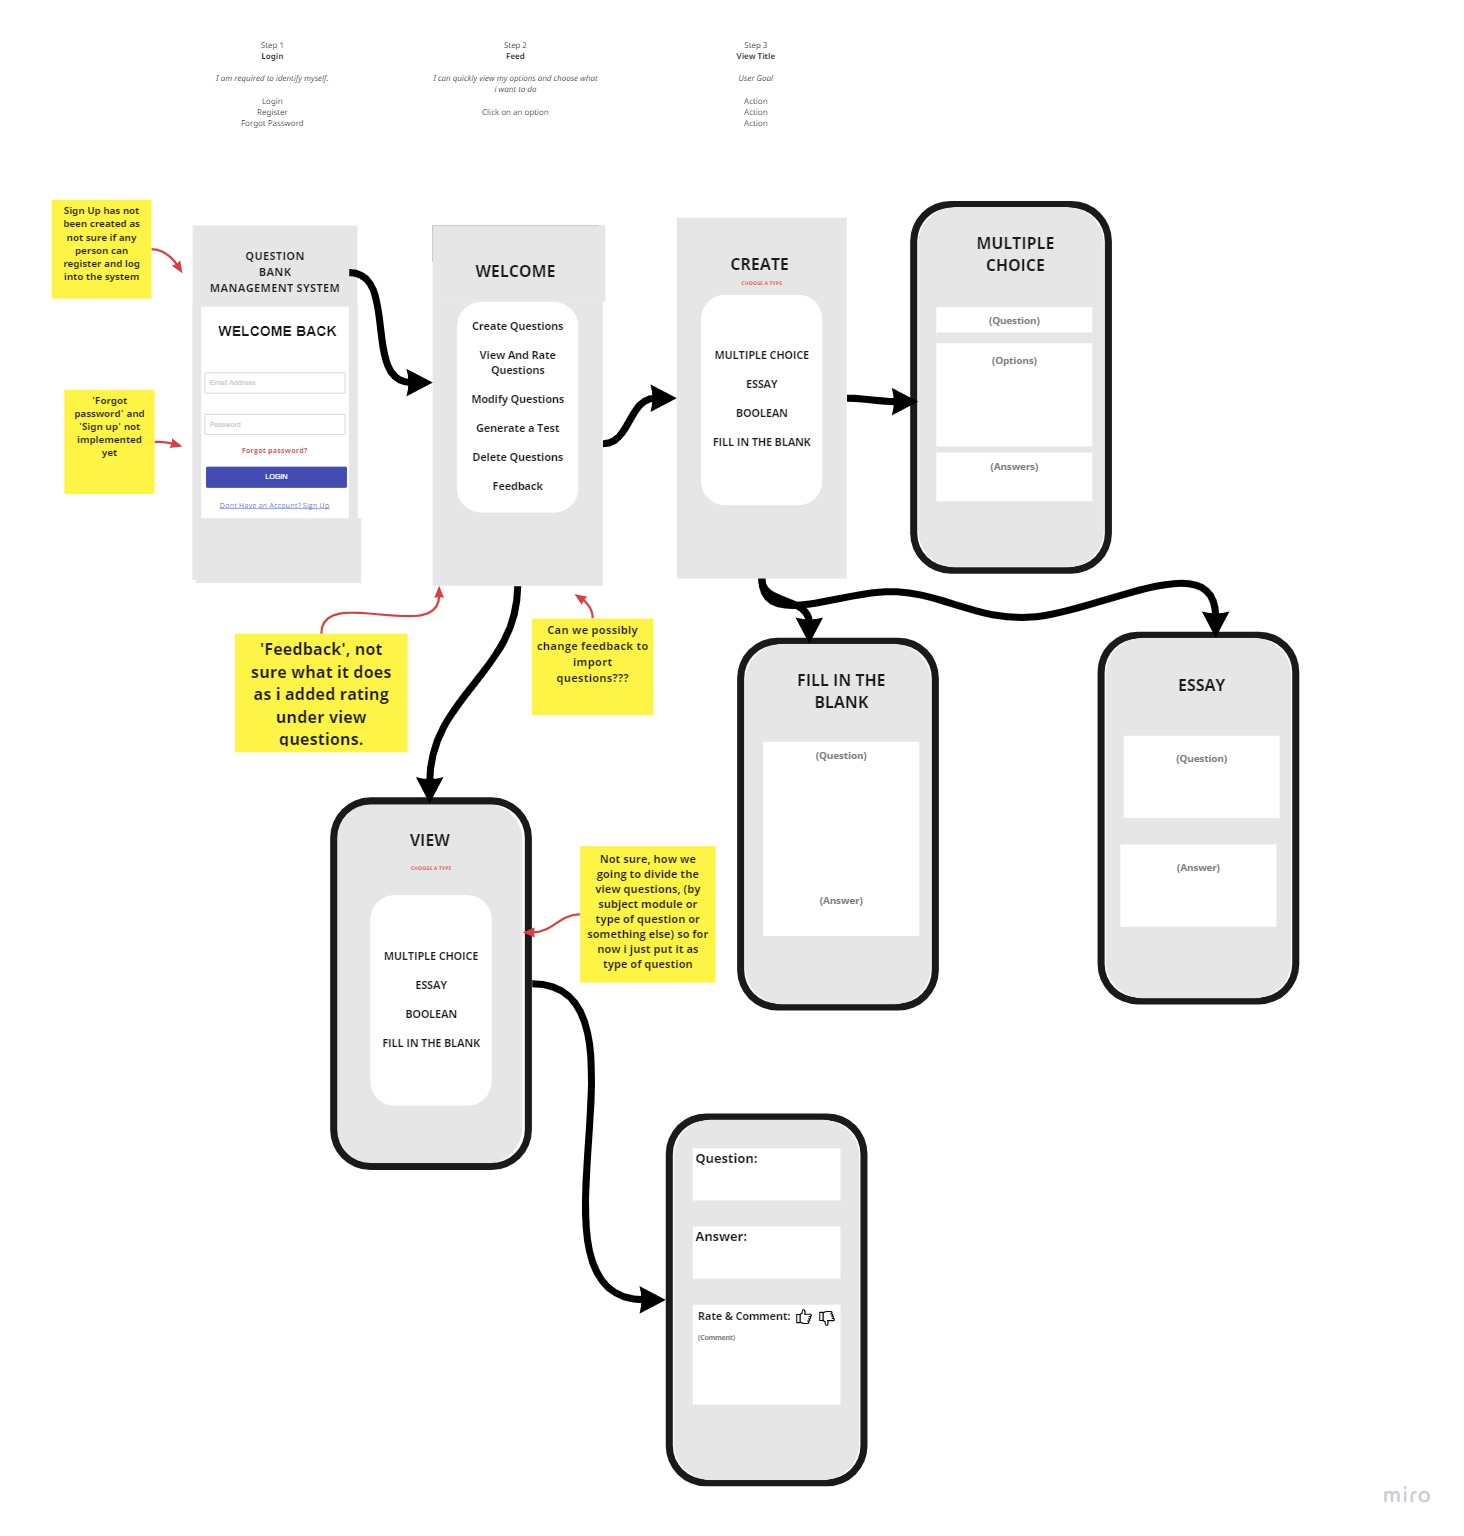 Step 1
Login
I am required to identify myself.
Login
Register
Forgot Password
Step 2
Feed
I can quickly view my options and choose what
i want to do
Click on an option
Step 3
View Title
User Goal
Action
Action
Action
Sign Up has not
been created as
not sure if any
person can
register and log
into the system
'Forgot
password' and
'Sign up' not
implemented
yet
QUESTION
BANK
MANAGEMENT SYSTEM
WELCOME BACK
Email Address
Password
Forgot password?
LOGIN
Dont Have an Account? Sign Up
WELCOME
Create Questions
View And Rate
Questions
Modify Questions
Generate a Test
Delete Questions
Feedback
CREATE
CHOOSE A TYPE
MULTIPLE CHOICE
ESSAY
BOOLEAN
FILL IN THE BLANK
MULTIPLE
CHOICE
(Question)
(Options)
(Answers)
'Feedback', not
sure what it does
as i added rating
under view
questions.
Can we possibly
change feedback to
import
questions???
FILL IN THE
BLANK
(Question)
(Answer)
ESSAY
(Question)
(Answer)
VIEW
CHOOSE A TYPE
MULTIPLE CHOICE
ESSAY
BOOLEAN
FILL IN THE BLANK
Not sure, how we
going to divide the
view questions, (by
subject module or
type of question or
something else) so for
now i just put it as
type of question
Question:
Answer:
Rate & Comment:
(Comment)
miro